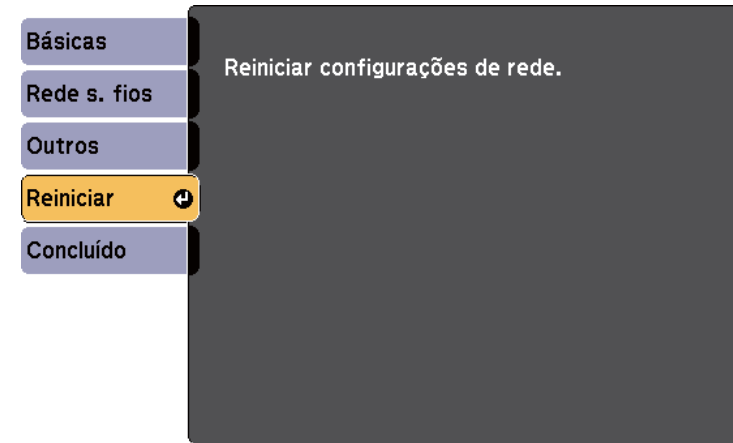 Básicas
Reiniciar configurações de rede.
Rede s. fios
Outros
Reiniciar
Concluído